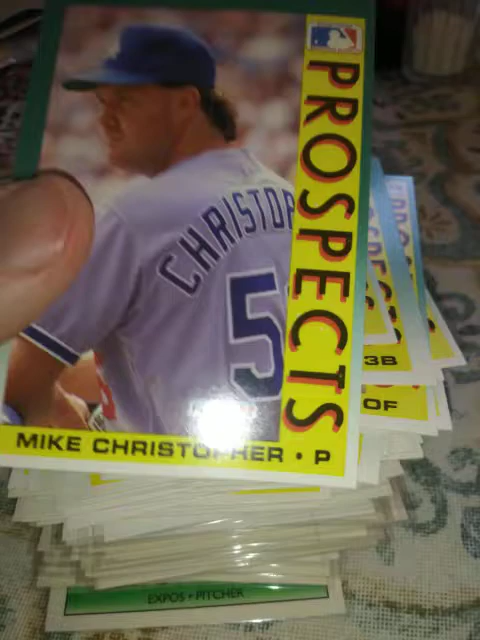 PROSPECTS
CHRISTOP
5
MIKE CHRISTOPHER • P
3B
OF
EXPOS • PITCHER